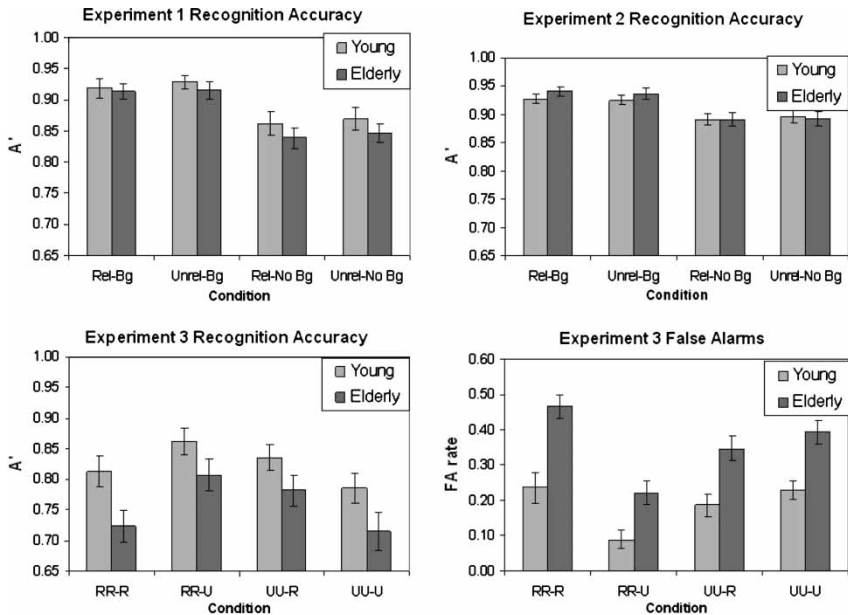 Experiment 1 Recognition Accuracy
1.00
0.95
0.90
0.85
0.80
0.75
0.70
0.65
A'
Young
Elderly
Rel-Bg Unrel-Bg Rel-No Bg Unrel-No Bg
Condition
Experiment 2 Recognition Accuracy
1.00
0.95
0.90
0.85
0.80
0.75
0.70
0.65
A'
Young
Elderly
Rel-Bg Unrel-Bg Rel-No Bg Unrel-No Bg
Condition
Experiment 3 Recognition Accuracy
1.00
0.95
0.90
0.85
0.80
0.75
0.70
0.65
A'
Young
Elderly
RR-R RR-U UU-R UU-U
Condition
Experiment 3 False Alarms
0.60
0.50
0.40
0.30
0.20
0.10
0.00
FA rate
Young
Elderly
RR-R RR-U UU-R UU-U
Condition